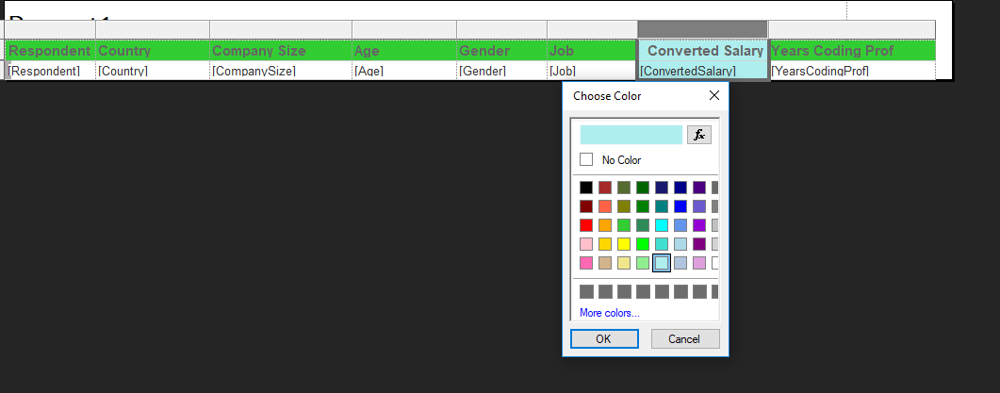 Respondent Country Company Size Age Gender Job Converted Salary Years Coding Prof
[Respondent] [Country] [CompanySize] [Age] [Gender] [Job] [ConvertedSalary] [YearsCodingProf]
Choose Color
fx
No Color
More colors...
OK Cancel